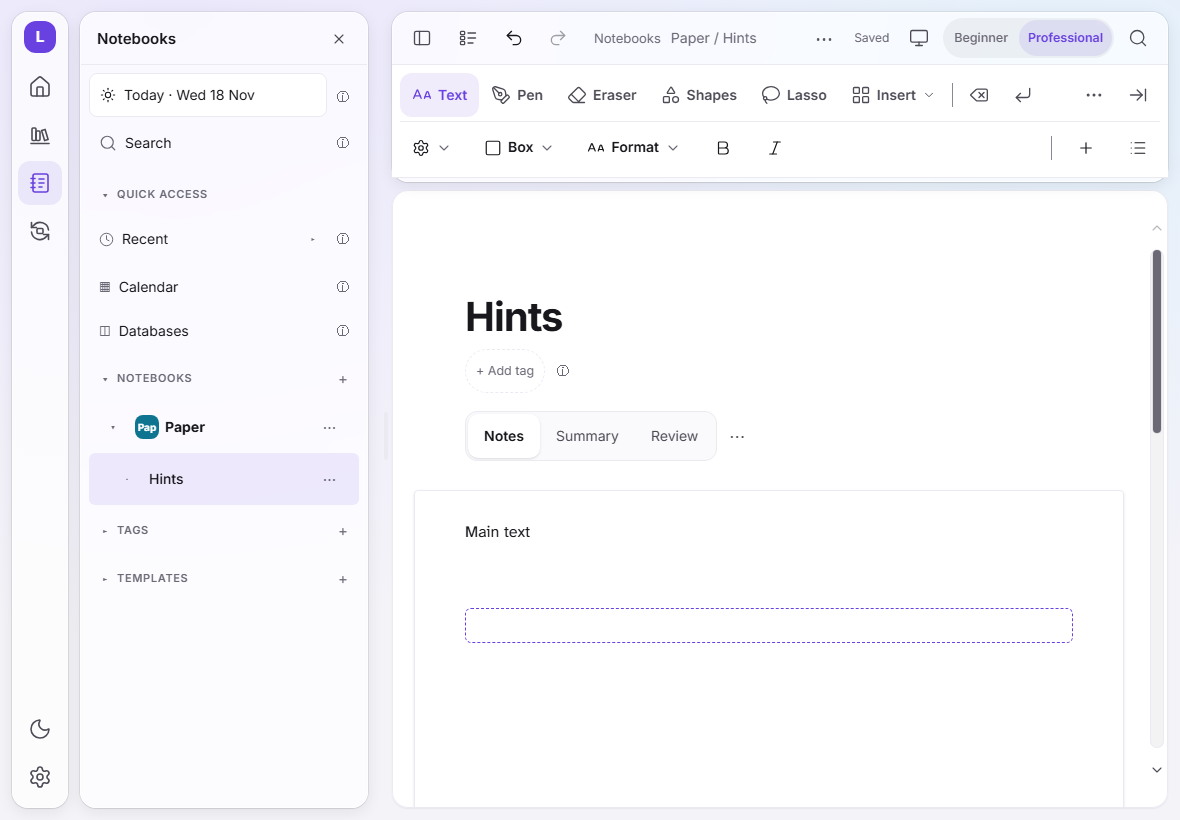 L
Notebooks
Today · Wed 18 Nov
Search
QUICK ACCESS
Recent
Calendar
Databases
NOTEBOOKS
Pap Paper
Hints
TAGS
TEMPLATES
Notebooks Paper / Hints
Saved
Beginner Professional
AA Text Pen Eraser Shapes Lasso Insert
Box AA Format B I
Hints
+ Add tag
Notes Summary Review
Main text